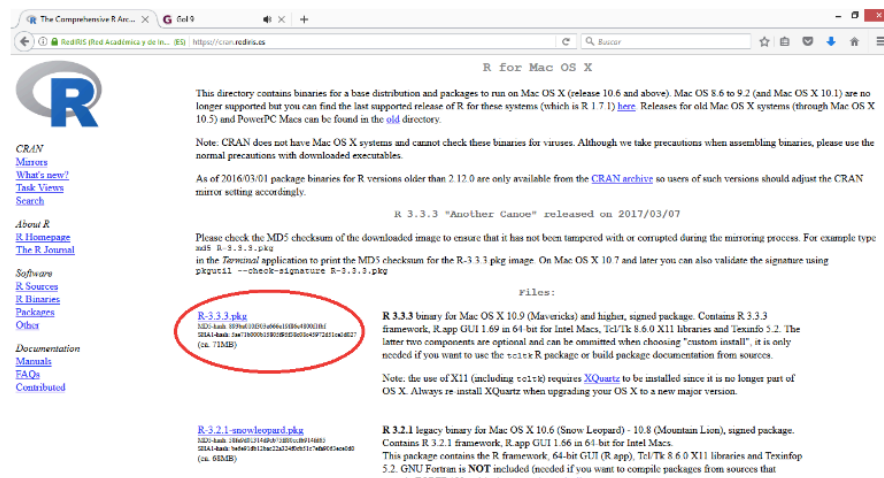 The Comprehensive R Arc...
Gol 9
RedIRIS (Red Académica y de In... (ES)
https://cran.rediris.es
Buscar
R
CRAN
Mirrors
What's new?
Task Views
Search
About R
R Homepage
The R Journal
Software
R Sources
R Binaries
Packages
Other
Documentation
Manuals
FAQs
Contributed
R for Mac OS X
This directory contains binaries for a base distribution and packages to run on Mac OS X (release 10.6 and above). Mac OS 8.6 to 9.2 (and Mac OS X 10.1) are no
longer supported but you can find the last supported release of R for these systems (which is R 1.7.1) here. Releases for old Mac OS X systems (through Mac OS X
10.5) and PowerPC Macs can be found in the old directory.
Note: CRAN does not have Mac OS X systems and cannot check these binaries for viruses. Although we take precautions when assembling binaries, please use the
normal precautions with downloaded executables.
As of 2016/03/01 package binaries for R versions older than 2.12.0 are only available from the CRAN archive so users of such versions should adjust the CRAN
mirror setting accordingly.
R 3.3.3 "Another Canoe" released on 2017/03/07
Please check the MD5 checksum of the downloaded image to ensure that it has not been tampered with or corrupted during the mirroring process. For example type
md5 R-3.3.3.pkg
in the Terminal application to print the MD5 checksum for the R-3.3.3.pkg image. On Mac OS X 10.7 and later you can also validate the signature using
pkgutil --check-signature R-3.3.3.pkg
Files:
R-3.3.3.pkg
MD5-hash:
SHA1-hash:
(ca. 71MB)
R 3.3.3 binary for Mac OS X 10.9 (Mavericks) and higher, signed package. Contains R 3.3.3
framework, R.app GUI 1.69 in 64-bit for Intel Macs, Tcl/Tk 8.6.0 X11 libraries and Texinfo 5.2. The
latter two components are optional and can be ommitted when choosing "custom install", it is only
needed if you want to use the tcltk R package or build package documentation from sources.
Note: the use of X11 (including tcltk) requires XQuartz to be installed since it is no longer part of
OS X. Always re-install XQuartz when upgrading your OS X to a new major version.
R-3.2.1-snowleopard.pkg
MD5-hash:
SHA1-hash:
(ca. 68MB)
R 3.2.1 legacy binary for Mac OS X 10.6 (Snow Leopard) - 10.8 (Mountain Lion), signed package.
Contains R 3.2.1 framework, R.app GUI 1.66 in 64-bit for Intel Macs.
This package contains the R framework, 64-bit GUI (R.app), Tcl/Tk 8.6.0 X11 libraries and Texinfop
5.2. GNU Fortran is NOT included (needed if you want to compile packages from sources that